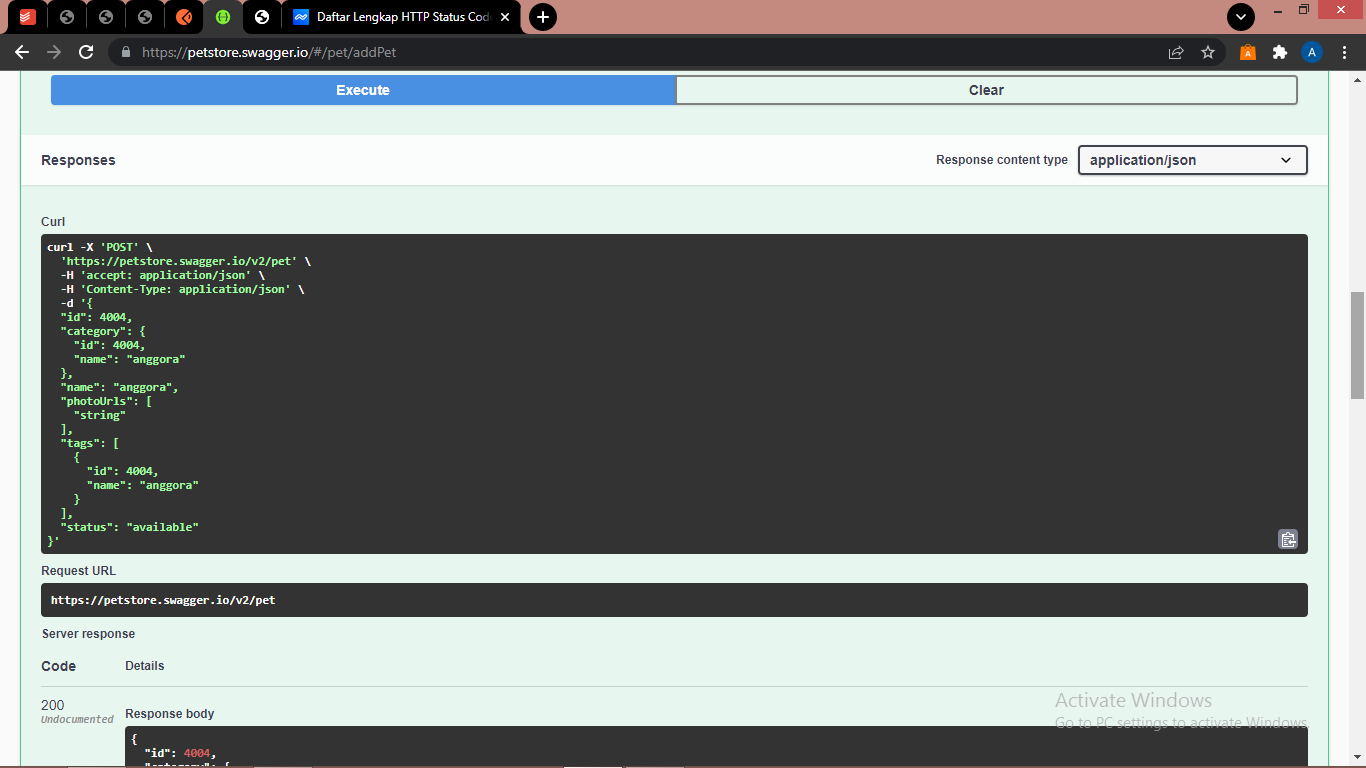 Daftar Lengkap HTTP Status Cod
https://petstore.swagger.io/#/pet/addPet
A
Execute
Clear
Responses
Response content type
application/json
Curl
curl -X 'POST' \
  'https://petstore.swagger.io/v2/pet' \
  -H 'accept: application/json' \
  -H 'Content-Type: application/json' \
  -d '{
  "id": 4004,
  "category": {
    "id": 4004,
    "name": "anggora"
  },
  "name": "anggora",
  "photoUrls": [
    "string"
  ],
  "tags": [
    {
      "id": 4004,
      "name": "anggora"
    }
  ],
  "status": "available"
}'
Request URL
https://petstore.swagger.io/v2/pet
Server response
Code
Details
200
Undocumented
Response body
{
  "id": 4004,
  "category": {
Activate Windows
Go to PC settings to activate Windows.